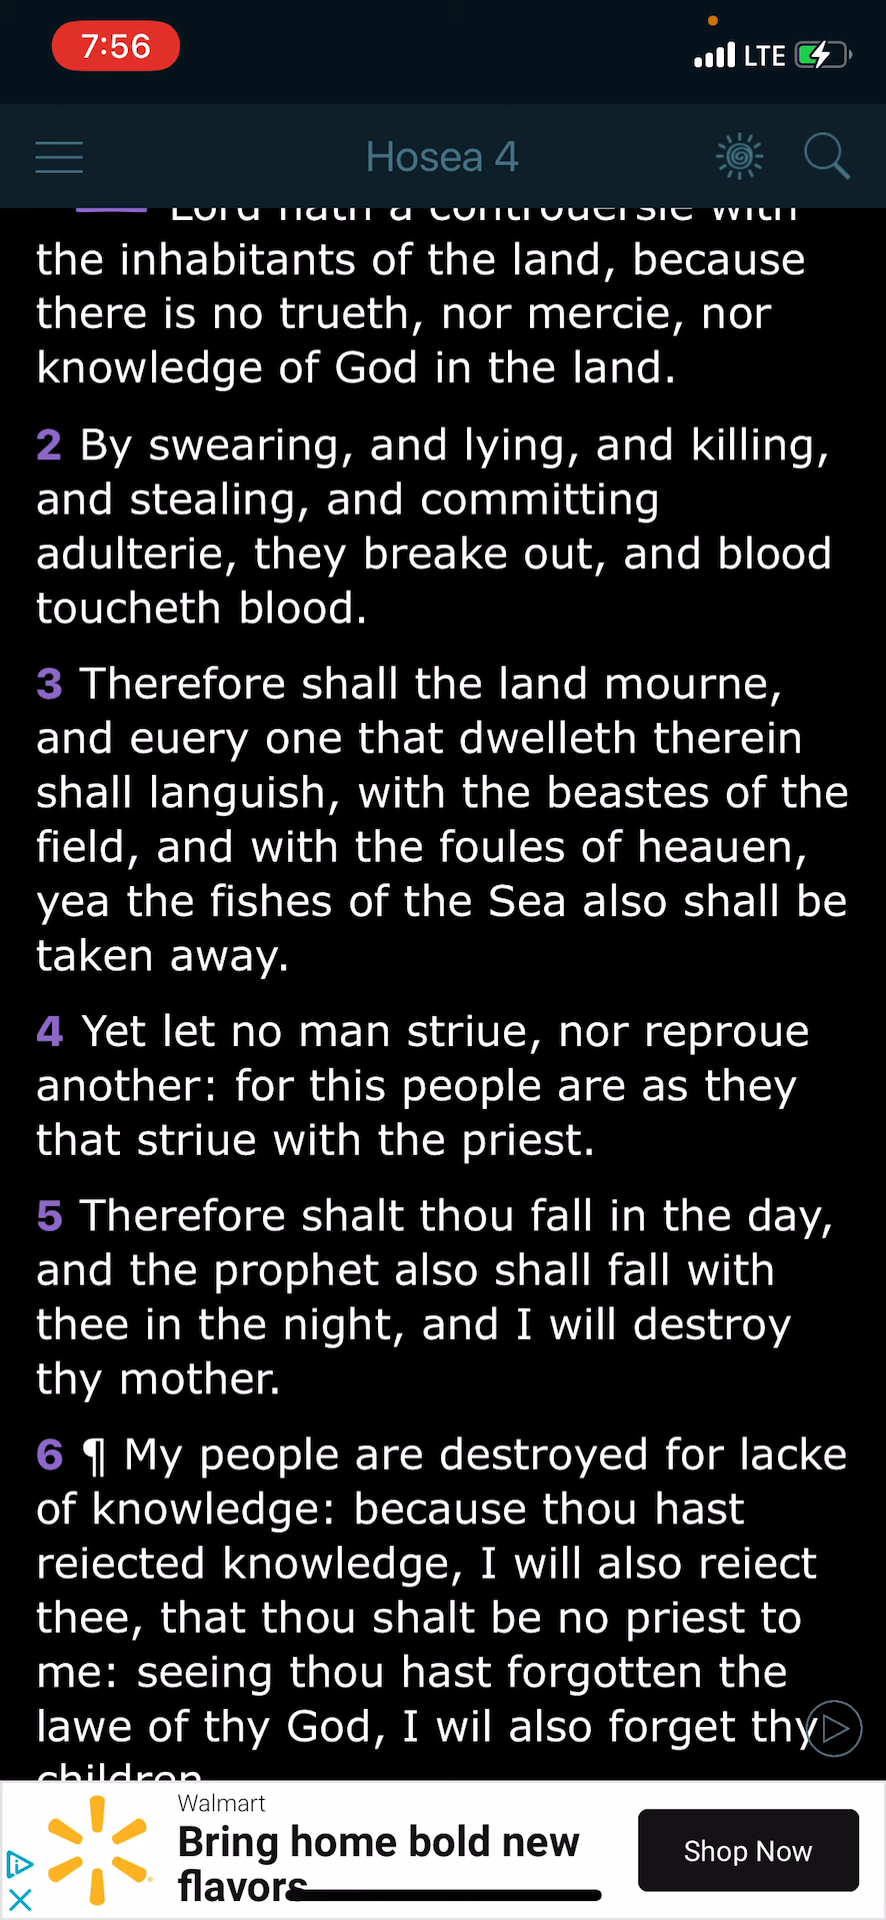 7:56
LTE
Hosea 4
Lord hath a controuersie with
the inhabitants of the land, because
there is no trueth, nor mercie, nor
knowledge of God in the land.
2 By swearing, and lying, and killing,
and stealing, and committing
adulterie, they breake out, and blood
toucheth blood.
3 Therefore shall the land mourne,
and euery one that dwelleth therein
shall languish, with the beastes of the
field, and with the foules of heauen,
yea the fishes of the Sea also shall be
taken away.
4 Yet let no man striue, nor reproue
another: for this people are as they
that striue with the priest.
5 Therefore shalt thou fall in the day,
and the prophet also shall fall with
thee in the night, and I will destroy
thy mother.
6 ¶ My people are destroyed for lacke
of knowledge: because thou hast
reiected knowledge, I will also reiect
thee, that thou shalt be no priest to
me: seeing thou hast forgotten the
lawe of thy God, I wil also forget thy
children
Walmart
Bring home bold new
flavors
Shop Now